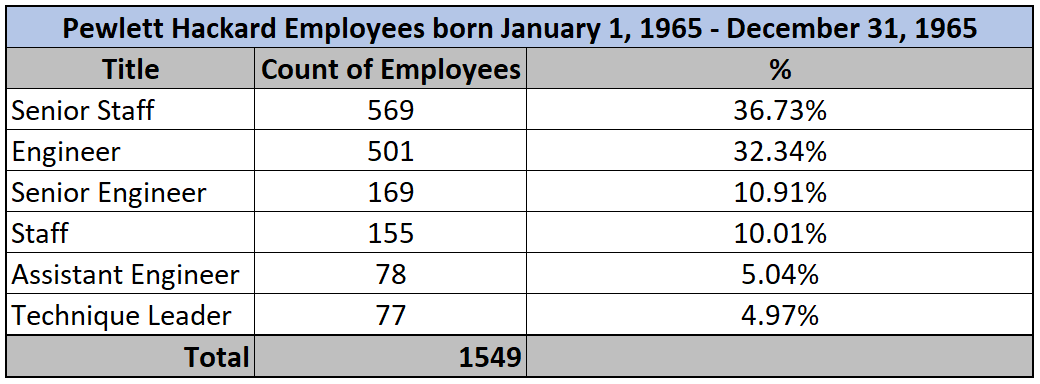 Pewlett Hackard Employees born January 1, 1965 - December 31, 1965
Title Count of Employees %
Senior Staff 569 36.73%
Engineer 501 32.34%
Senior Engineer 169 10.91%
Staff 155 10.01%
Assistant Engineer 78 5.04%
Technique Leader 77 4.97%
Total 1549